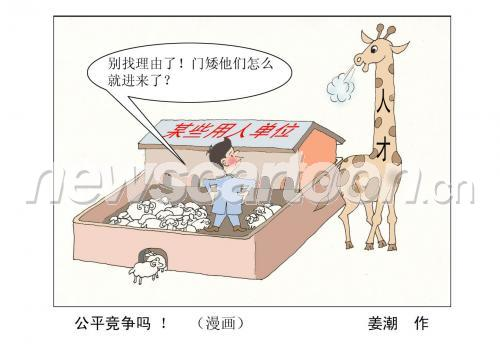 别找理由了！门矮他们怎么
就进来了？
某些用人单位
人才
newscartoon.cn
公平竞争吗 ！ （漫画） 姜潮 作